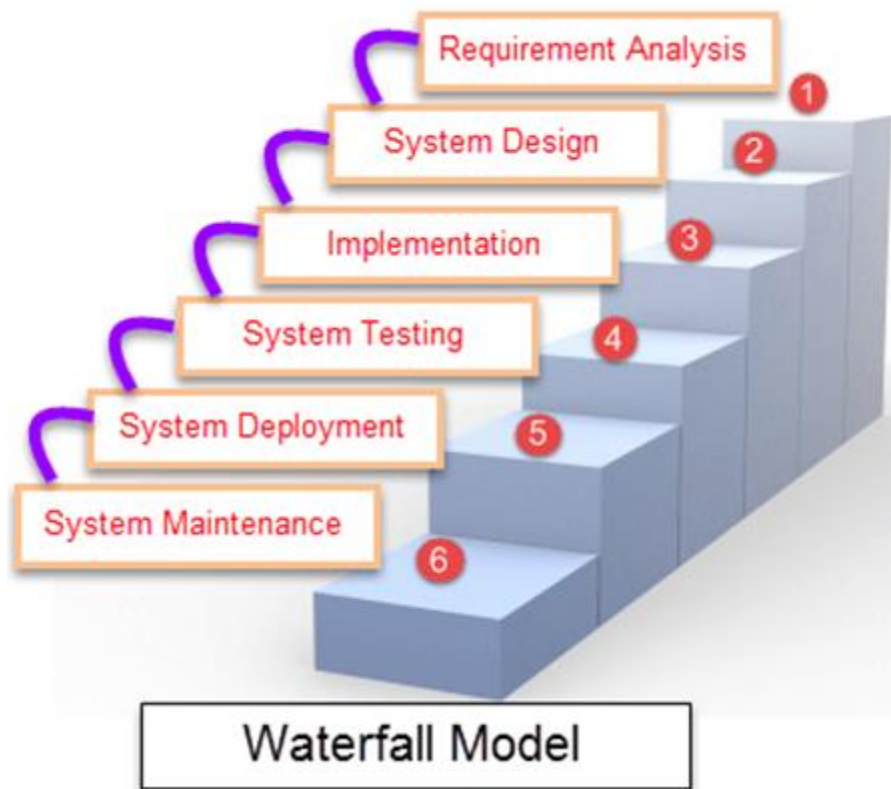 Requirement Analysis
1
System Design
2
Implementation
3
System Testing
4
System Deployment
5
System Maintenance
6
Waterfall Model